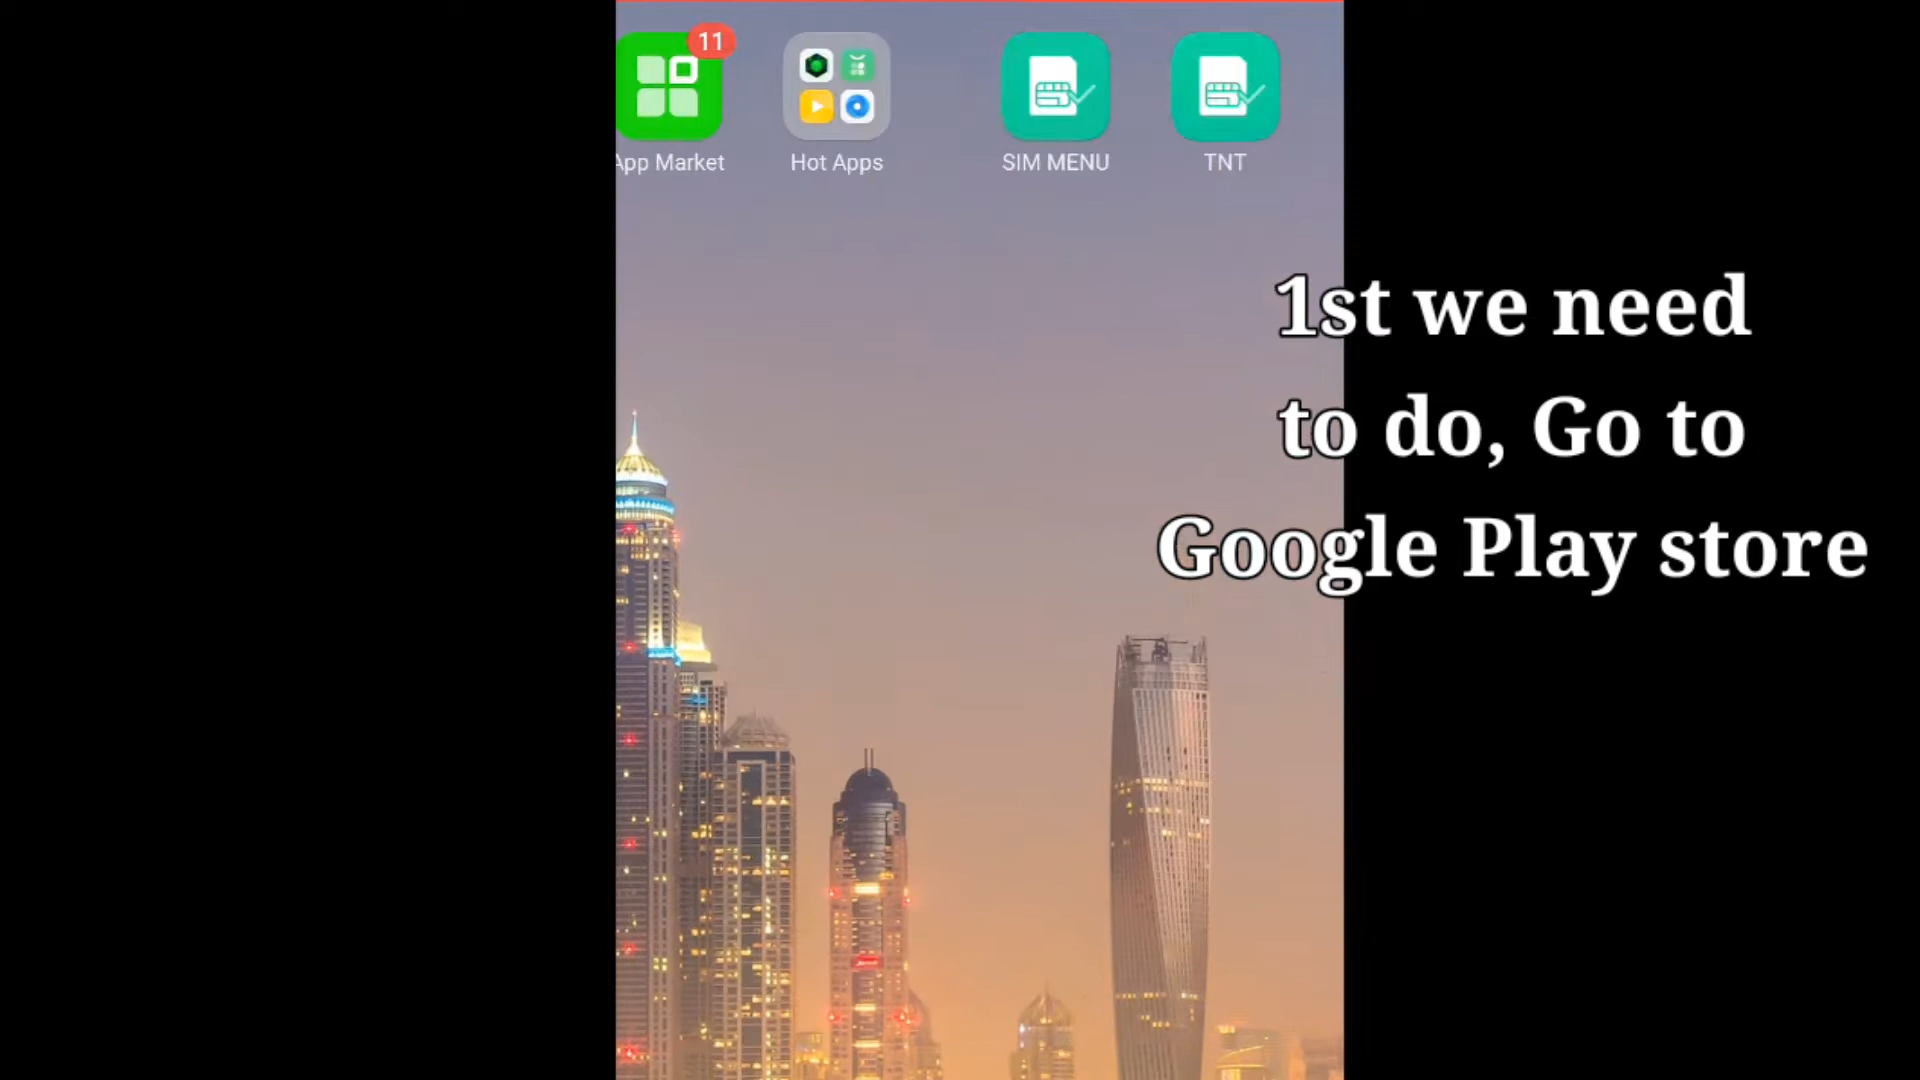 11
App Market
Hot Apps
SIM MENU
TNT
1st we need
to do, Go to
Google Play store